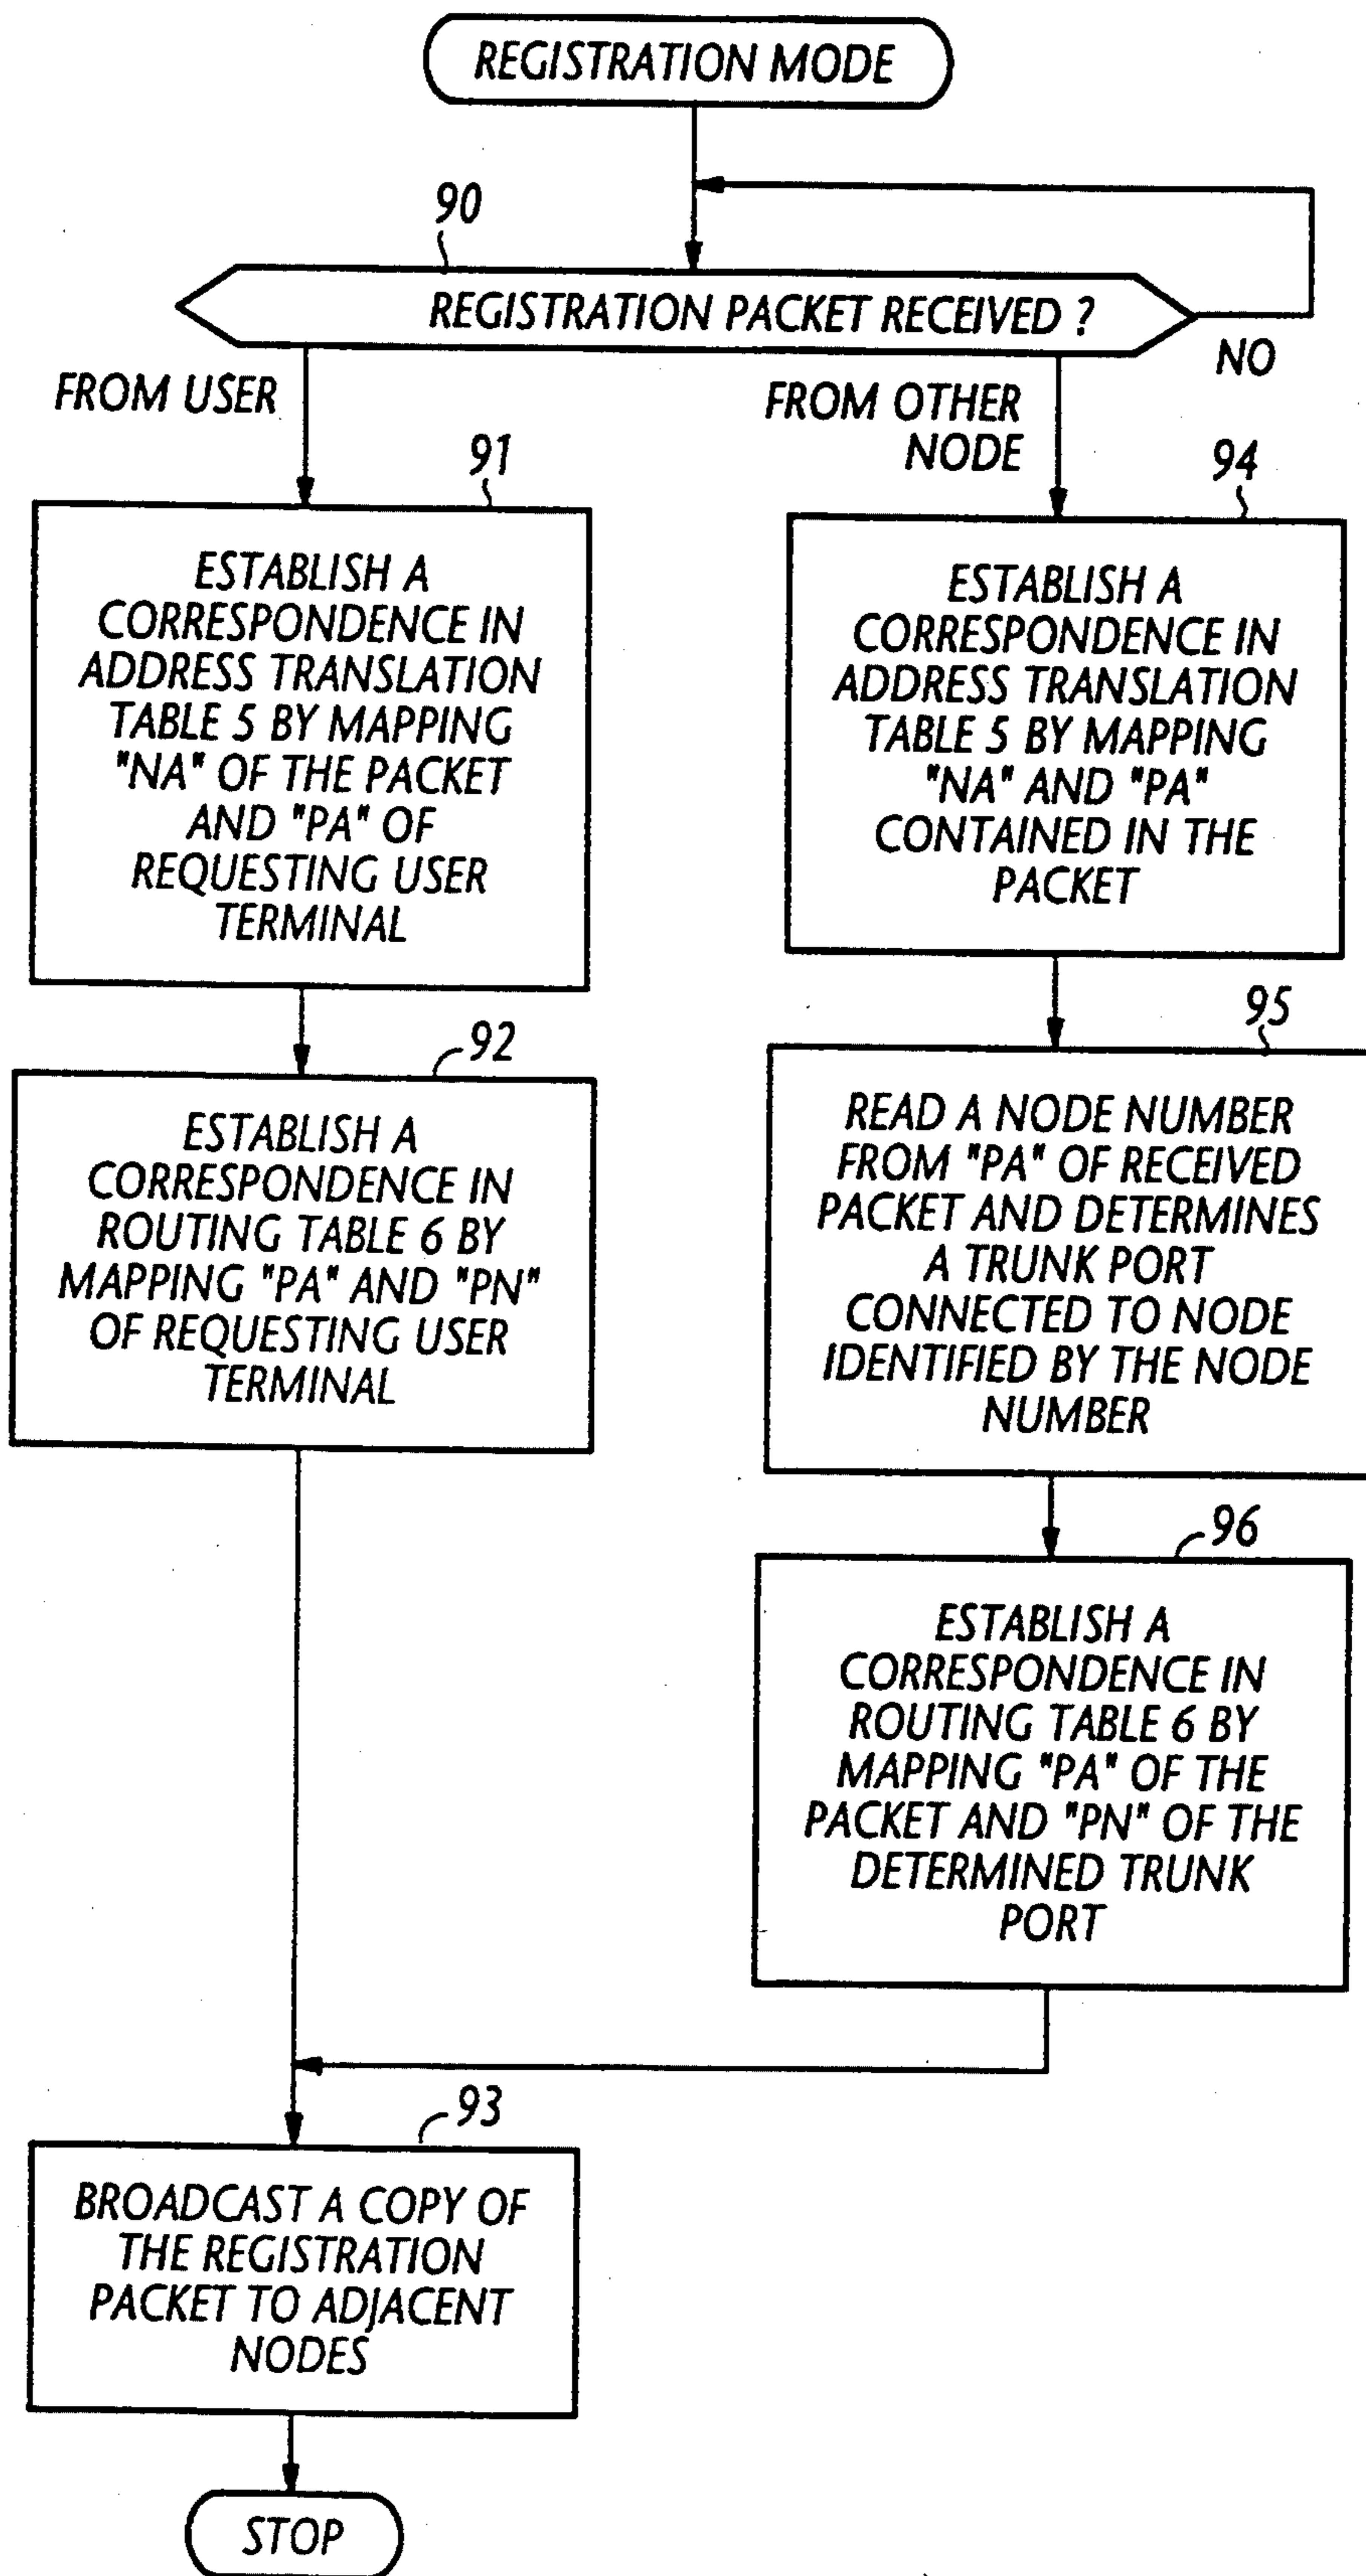 REGISTRATION MODE
90
REGISTRATION PACKET RECEIVED ?
NO
FROM USER
91
ESTABLISH A
CORRESPONDENCE IN
ADDRESS TRANSLATION
TABLE 5 BY MAPPING
"NA" OF THE PACKET
AND "PA" OF
REQUESTING USER
TERMINAL
92
ESTABLISH A
CORRESPONDENCE IN
ROUTING TABLE 6 BY
MAPPING "PA" AND "PN"
OF REQUESTING USER
TERMINAL
FROM OTHER
NODE
94
ESTABLISH A
CORRESPONDENCE IN
ADDRESS TRANSLATION
TABLE 5 BY MAPPING
"NA" AND "PA"
CONTAINED IN THE
PACKET
95
READ A NODE NUMBER
FROM "PA" OF RECEIVED
PACKET AND DETERMINES
A TRUNK PORT
CONNECTED TO NODE
IDENTIFIED BY THE NODE
NUMBER
96
ESTABLISH A
CORRESPONDENCE IN
ROUTING TABLE 6 BY
MAPPING "PA" OF THE
PACKET AND "PN" OF THE
DETERMINED TRUNK
PORT
93
BROADCAST A COPY OF
THE REGISTRATION
PACKET TO ADJACENT
NODES
STOP